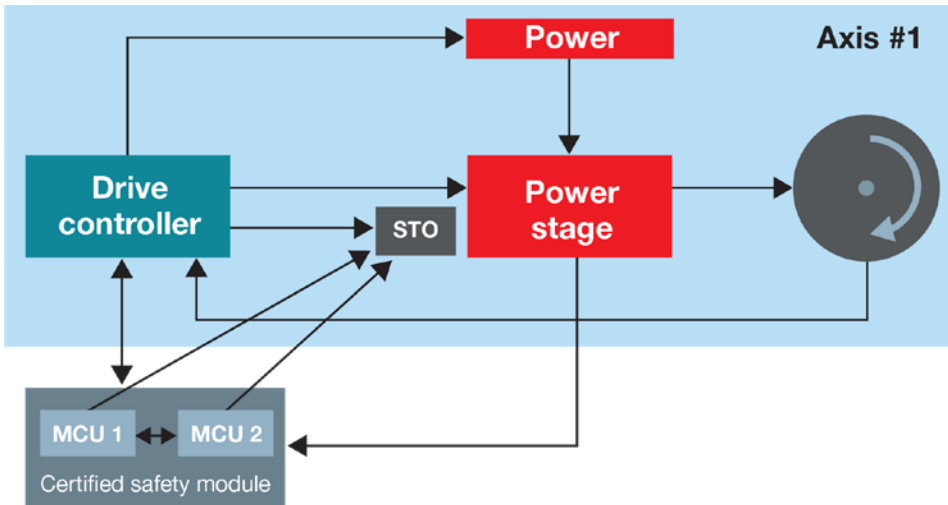 Power
Axis #1
Drive
controller
Power
stage
STO
MCU 1
MCU 2
Certified safety module